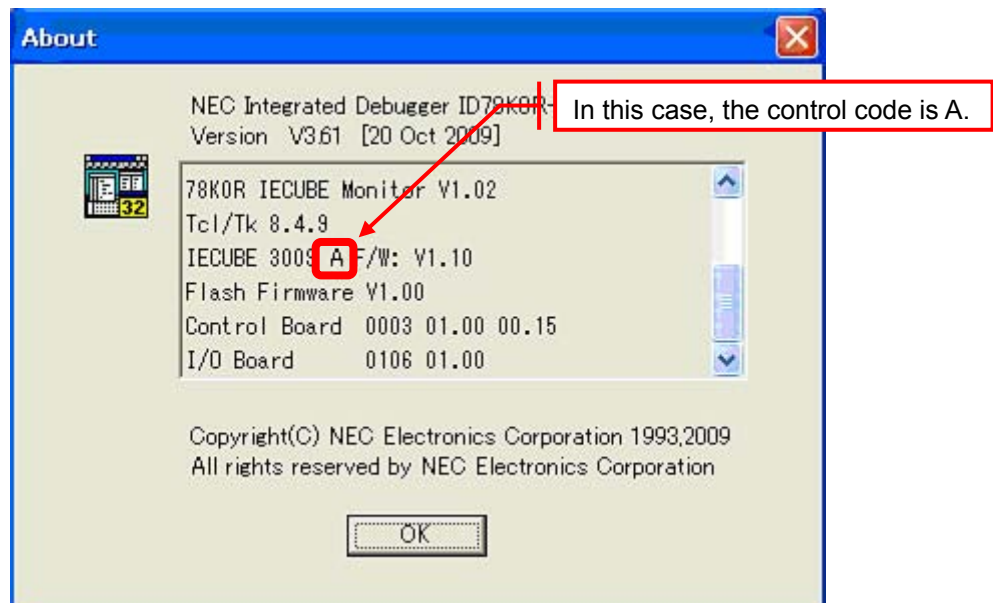 About
NEC Integrated Debugger ID78K0R-
Version V3.61 [20 Oct 2009]
In this case, the control code is A.
32
78K0R IECUBE Monitor V1.02
Tcl/Tk 8.4.9
IECUBE 3009 A F/W: V1.10
Flash Firmware V1.00
Control Board 0003 01.00 00.15
I/O Board 0106 01.00
Copyright(C) NEC Electronics Corporation 1993,2009
All rights reserved by NEC Electronics Corporation
OK